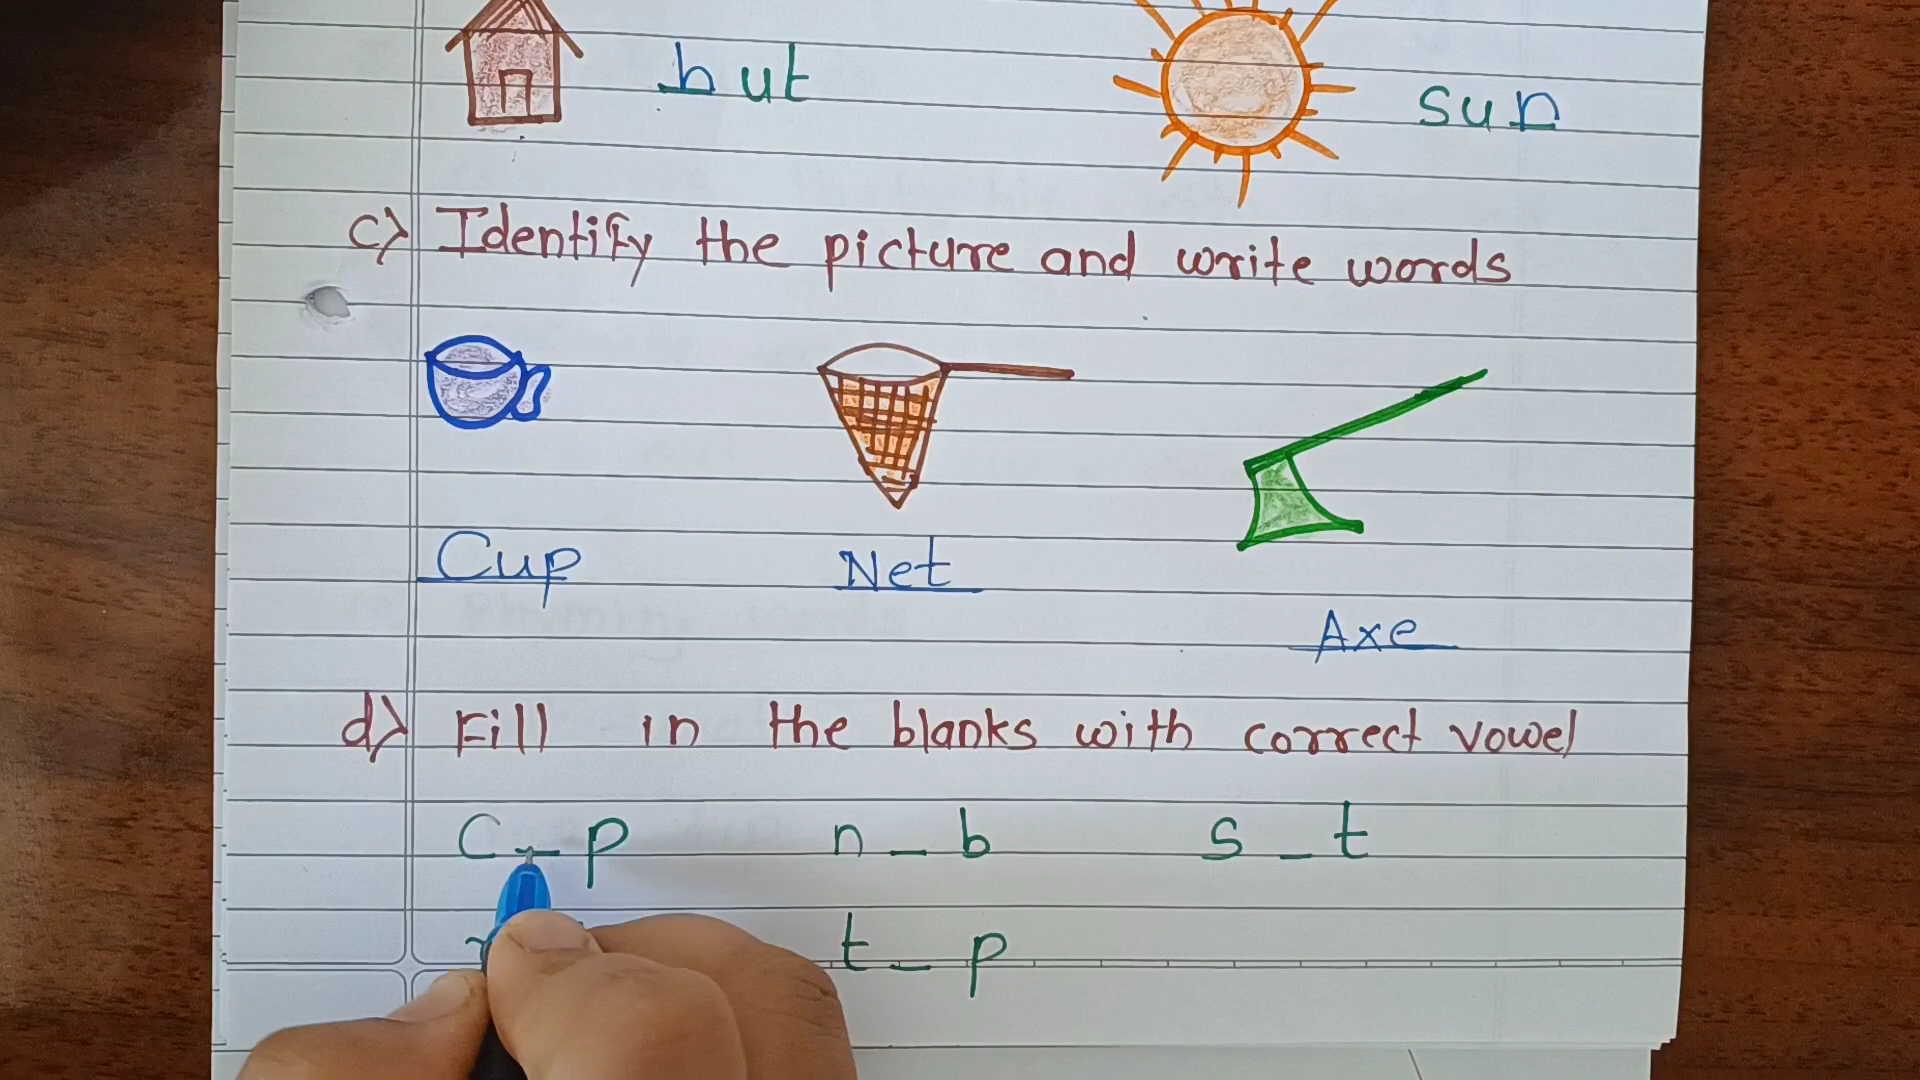 hut sun
c) Identify the picture and write words
Cup Net Axe
d) Fill in the blanks with correct vowel
C_p n_b s_t
t_p